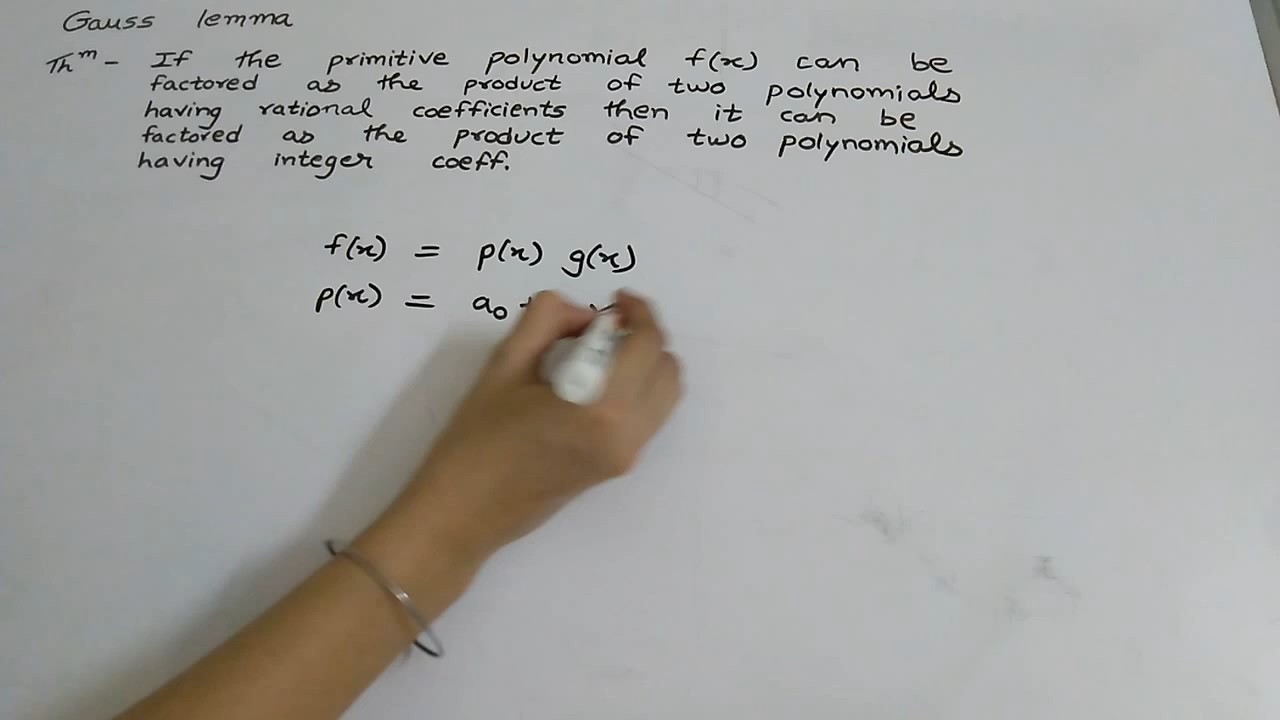 Gauss lemma
Thm - If the primitive polynomial f(x) can be
factored as the product of two polynomials
having rational coefficients then it can be
factored as the product of two polynomials
having integer coeff.
f(x) = p(x) g(x)
p(x) = a0 +